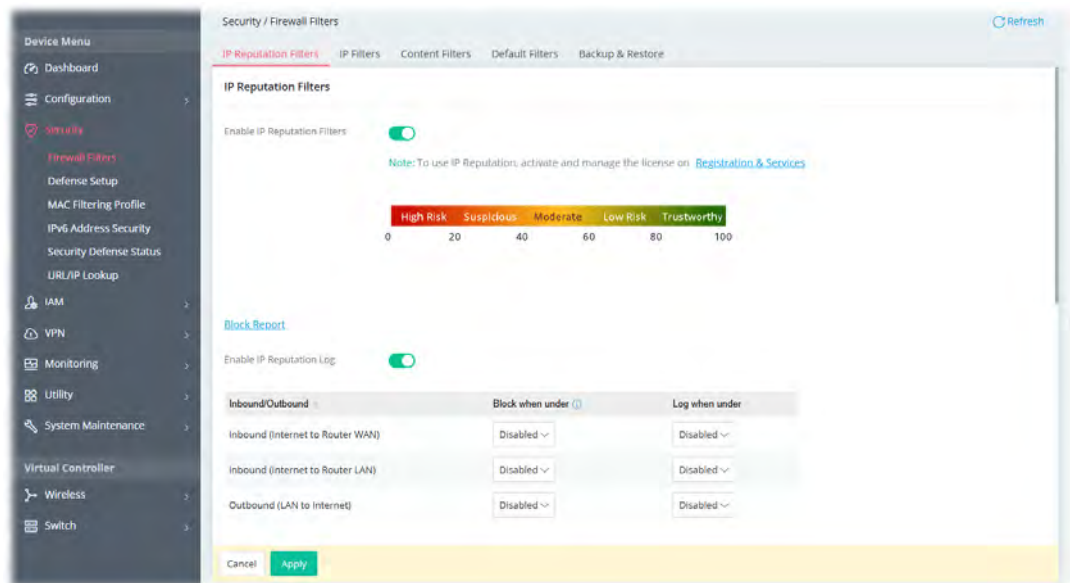 Security / Firewall Filters
Refresh
Device Menu
IP Reputation Filters IP Filters Content Filters Default Filters Backup & Restore
Dashboard
IP Reputation Filters
Configuration
Security
Enable IP Reputation Filters
Firewall Filters
Note: To use IP Reputation, activate and manage the license on Registration & Services
Defense Setup
MAC Filtering Profile
High Risk Suspicious Moderate Low Risk Trustworthy
IPv6 Address Security
0 20 40 60 80 100
Security Defense Status
URL/IP Lookup
IAM
Block Report
VPN
Enable IP Reputation Log
Monitoring
Utility
Inbound/Outbound Block when under Log when under
System Maintenance
Inbound (Internet to Router WAN) Disabled Disabled
Virtual Controller
Inbound (Internet to Router LAN) Disabled Disabled
Wireless
Outbound (LAN to Internet) Disabled Disabled
Switch
Cancel Apply